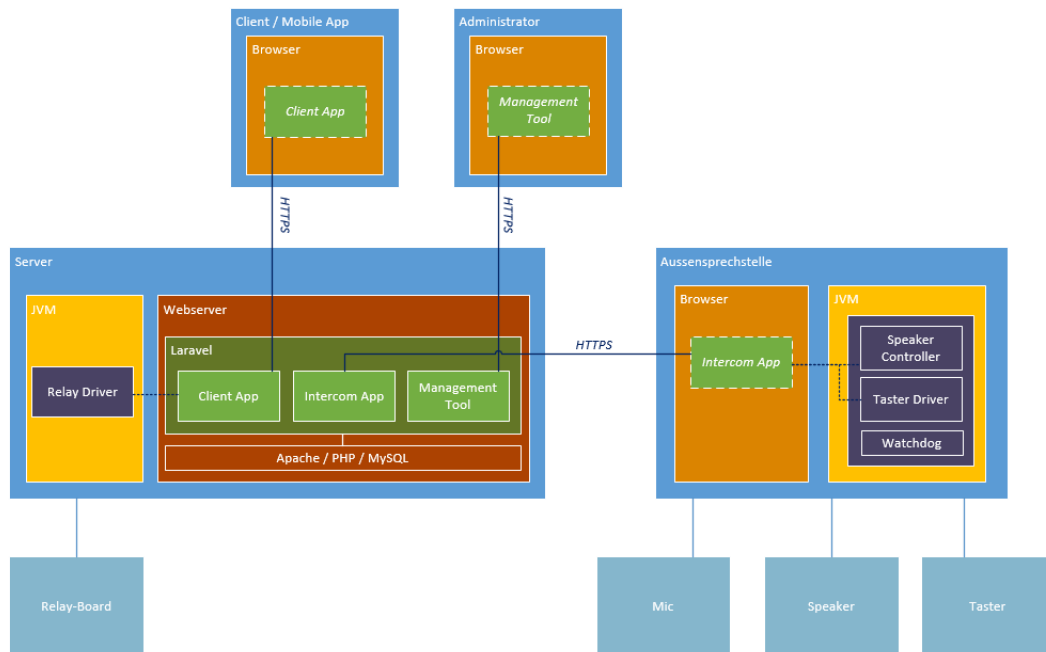 Client / Mobile App
Browser
Client App
Administrator
Browser
Management
Tool
HTTPS
HTTPS
Server
JVM
Relay Driver
Webserver
Laravel
Client App
Intercom App
Management
Tool
Apache / PHP / MySQL
HTTPS
Aussensprechstelle
Browser
Intercom App
JVM
Speaker
Controller
Taster Driver
Watchdog
Relay-Board
Mic
Speaker
Taster